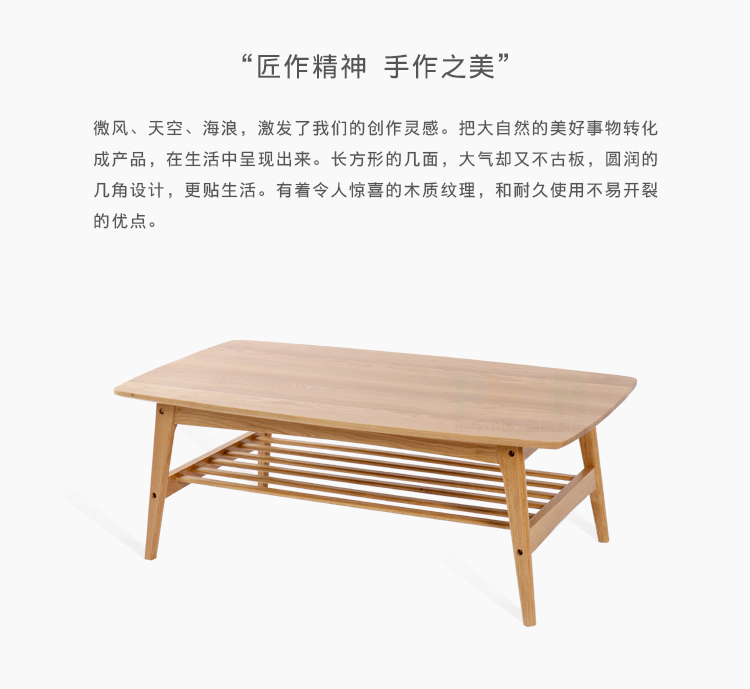 “匠作精神 手作之美”
微风、天空、海浪，激发了我们的创作灵感。把大自然的美好事物转化
成产品，在生活中呈现出来。长方形的几面，大气却又不古板，圆润的
几角设计，更贴生活。有着令人惊喜的木质纹理，和耐久使用不易开裂
的优点。